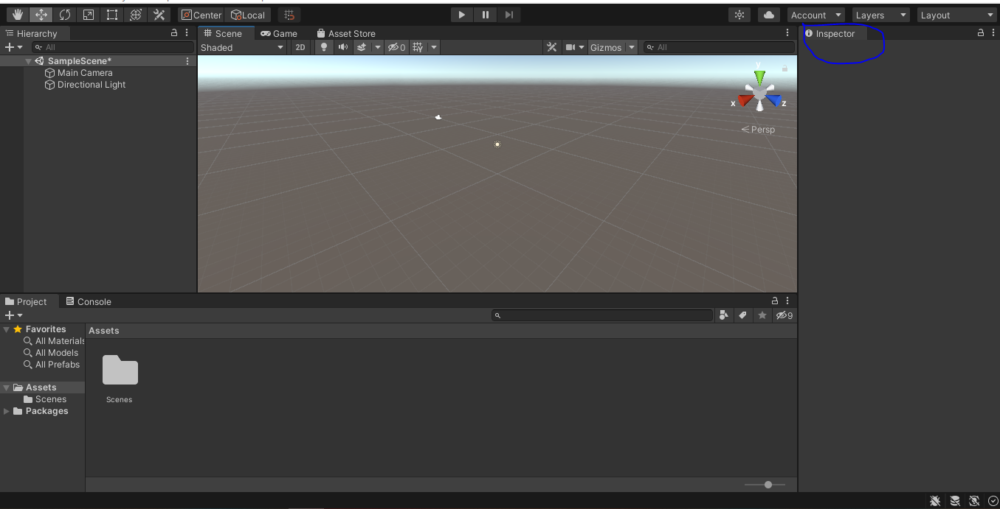 Center Local Account Layers Layout
Hierarchy
All
SampleScene*
Main Camera
Directional Light
Scene Game Asset Store
Shaded 2D 0 Gizmos All
y
x z
Persp
Inspector
Project Console
9
Favorites
All Materials
All Models
All Prefabs
Assets
Scenes
Packages
Assets
Scenes